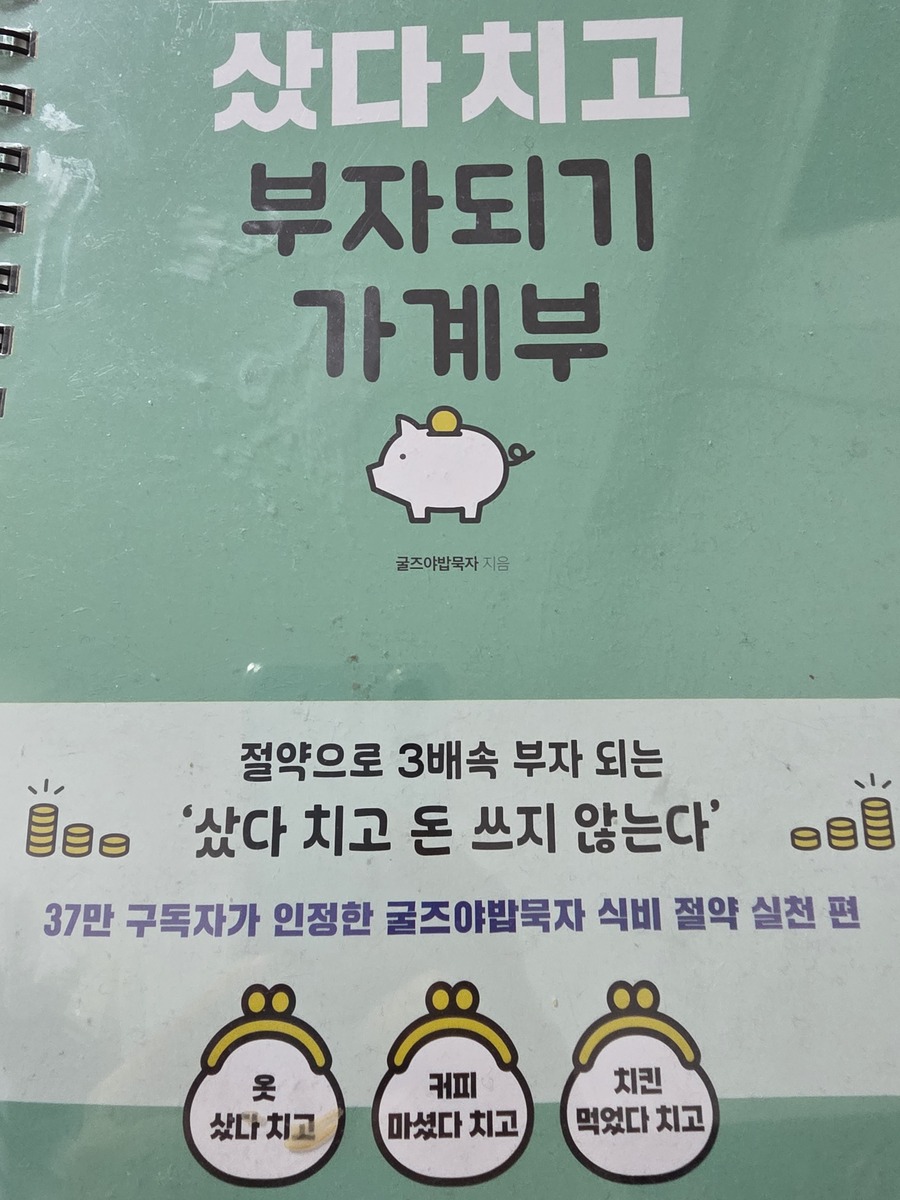 샀다 치고
부자되기
가계부
굴즈야밥묵자 지음
절약으로 3배속 부자 되는
‘샀다 치고 돈 쓰지 않는다’
37만 구독자가 인정한 굴즈야밥묵자 식비 절약 실천 편
옷
샀다 치고
커피
마셨다 치고
치킨
먹었다 치고